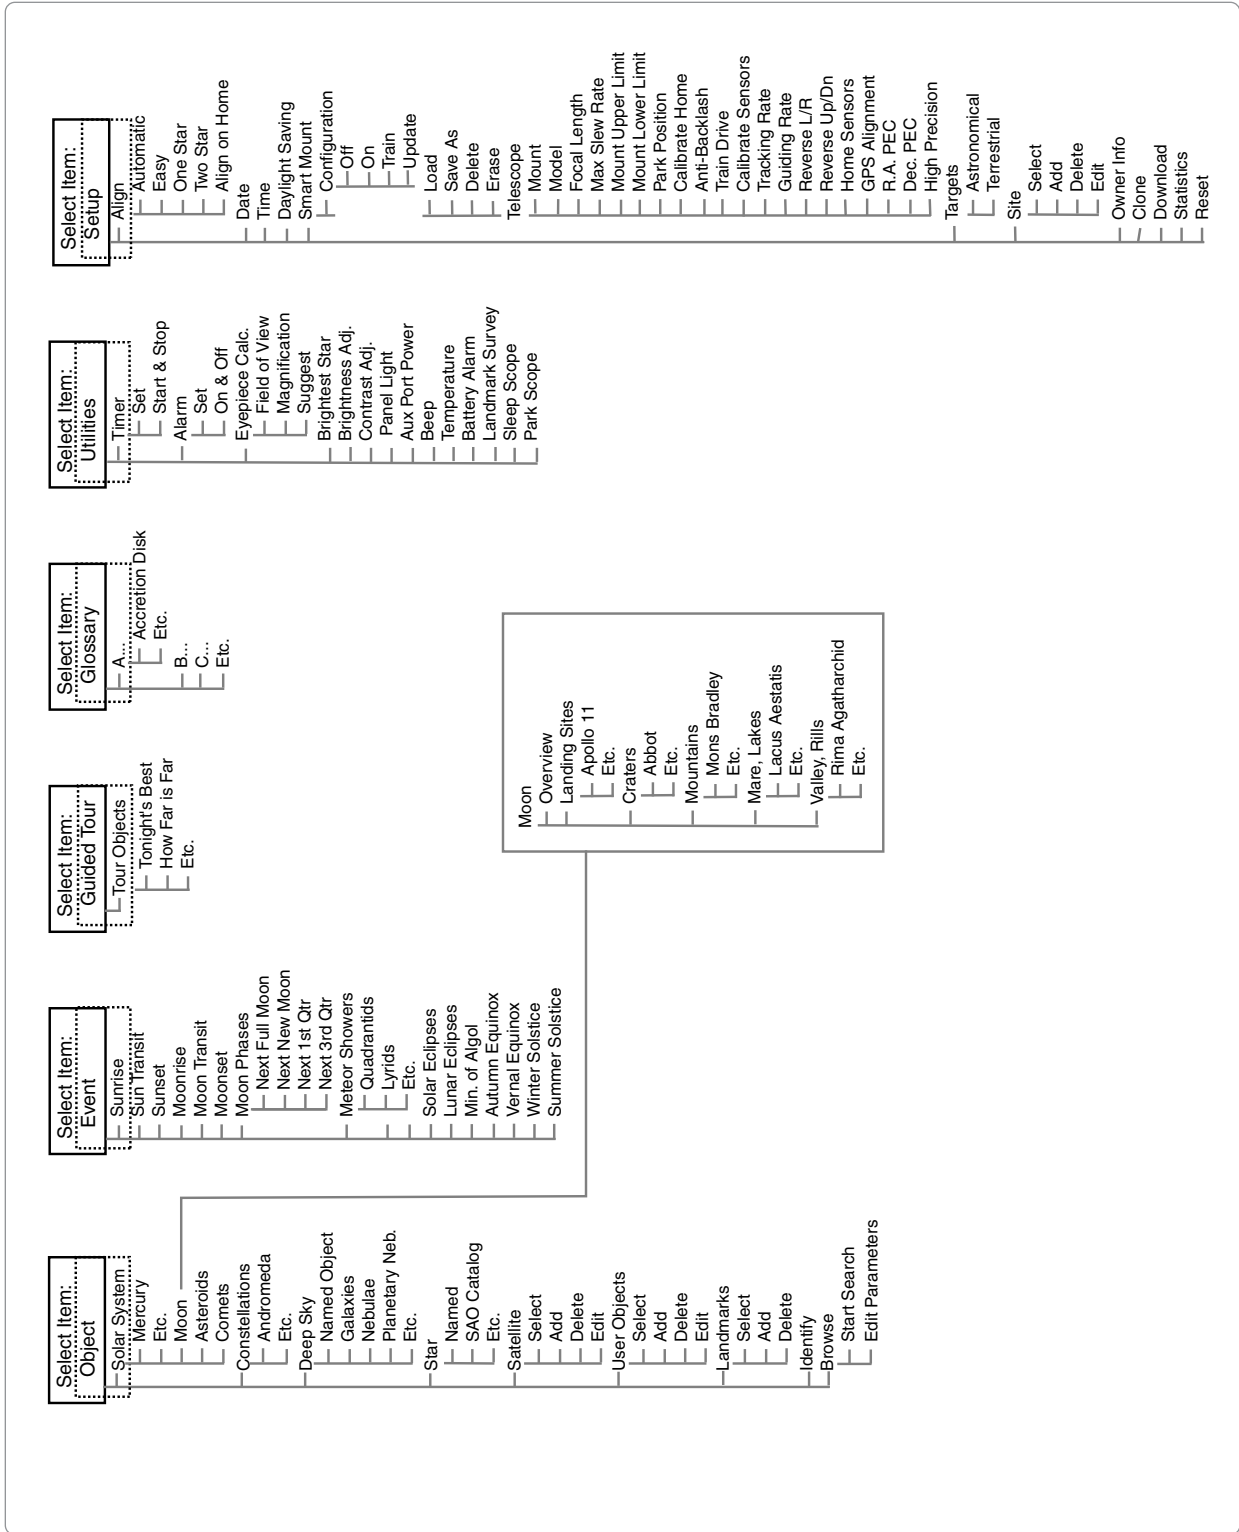 Select Item:
Object
Solar System
Mercury
Etc.
Moon
Asteroids
Comets
Constellations
Andromeda
Etc.
Deep Sky
Named Object
Galaxies
Nebulae
Planetary Neb.
Etc.
Star
Named
SAO Catalog
Etc.
Satellite
Select
Add
Delete
Edit
User Objects
Select
Add
Delete
Edit
Landmarks
Select
Add
Delete
Identify
Browse
Start Search
Edit Parameters
Select Item:
Event
Sunrise
Sun Transit
Sunset
Moonrise
Moon Transit
Moonset
Moon Phases
Next Full Moon
Next New Moon
Next 1st Qtr
Next 3rd Qtr
Meteor Showers
Quadrantids
Lyrids
Etc.
Solar Eclipses
Lunar Eclipses
Min. of Algol
Autumn Equinox
Vernal Equinox
Winter Solstice
Summer Solstice
Select Item:
Guided Tour
Tour Objects
Tonight's Best
How Far is Far
Etc.
Moon
Overview
Landing Sites
Apollo 11
Etc.
Craters
Abbot
Etc.
Mountains
Mons Bradley
Etc.
Mare, Lakes
Lacus Aestatis
Etc.
Valley, Rills
Rima Agatharchid
Etc.
Select Item:
Glossary
A...
Accretion Disk
Etc.
B...
C...
Etc.
Select Item:
Utilities
Timer
Set
Start & Stop
Alarm
Set
On & Off
Eyepiece Calc.
Field of View
Magnification
Suggest
Brightest Star
Brightness Adj.
Contrast Adj.
Panel Light
Aux Port Power
Beep
Temperature
Battery Alarm
Landmark Survey
Sleep Scope
Park Scope
Select Item:
Setup
Align
Automatic
Easy
One Star
Two Star
Align on Home
Date
Time
Daylight Saving
Smart Mount
Configuration
Off
On
Train
Update
Load
Save As
Delete
Erase
Telescope
Mount
Model
Focal Length
Max Slew Rate
Mount Upper Limit
Mount Lower Limit
Park Position
Calibrate Home
Anti-Backlash
Train Drive
Calibrate Sensors
Tracking Rate
Guiding Rate
Reverse L/R
Reverse Up/Dn
Home Sensors
GPS Alignment
R.A. PEC
Dec. PEC
High Precision
Targets
Astronomical
Terrestrial
Site
Select
Add
Delete
Edit
Owner Info
Clone
Download
Statistics
Reset